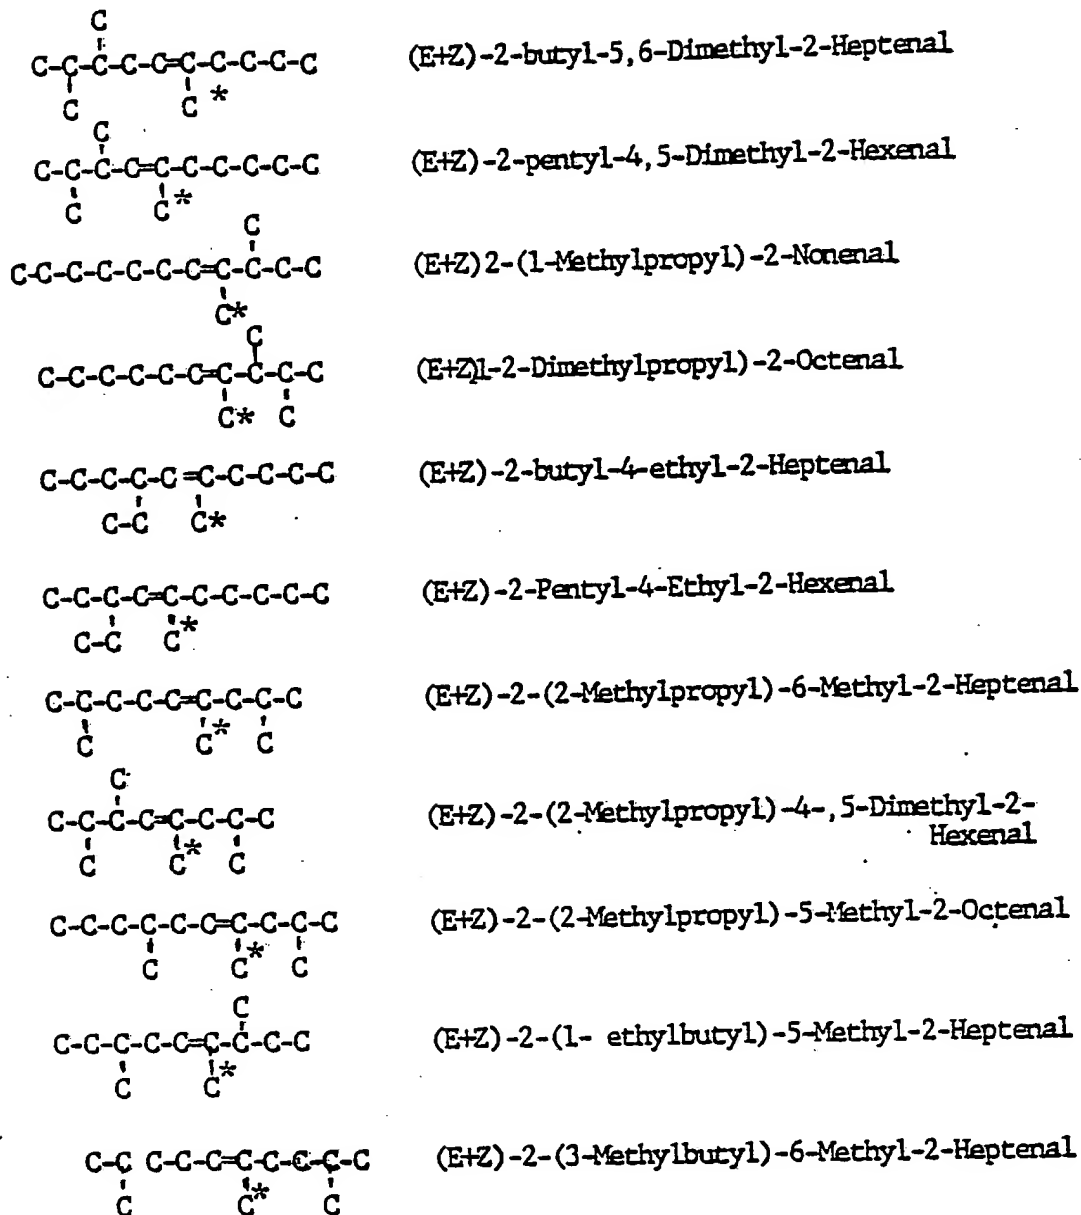 C
C-C-C-C-C=C-C-C-C-C (E+Z)-2-butyl-5,6-Dimethyl-2-Heptenal
C C *
C
C-C-C-C=C-C-C-C-C-C (E+Z)-2-pentyl-4,5-Dimethyl-2-Hexenal
C C*
C
C-C-C-C-C-C-C=C-C-C-C (E+Z)2-(1-Methylpropyl)-2-Nonenal
C*
C
C-C-C-C-C-C=C-C-C-C (E+Z)1-2-Dimethylpropyl)-2-Octenal
C* C
C-C-C-C-C=C-C-C-C-C (E+Z)-2-butyl-4-ethyl-2-Heptenal
C-C C*
C-C-C-C=C-C-C-C-C-C (E+Z)-2-Pentyl-4-Ethyl-2-Hexenal
C-C C*
C-C-C-C-C=C-C-C-C (E+Z)-2-(2-Methylpropyl)-6-Methyl-2-Heptenal
C C* C
C
C-C-C-C=C-C-C-C (E+Z)-2-(2-Methylpropyl)-4-,5-Dimethyl-2-
Hexenal
C C* C
C-C-C-C-C-C=C-C-C-C (E+Z)-2-(2-Methylpropyl)-5-Methyl-2-Octenal
C C* C
C
C-C-C-C-C=C-C-C-C (E+Z)-2-(1- ethylbutyl)-5-Methyl-2-Heptenal
C C*
C-C C-C-C=C-C-C-C-C (E+Z)-2-(3-Methylbutyl)-6-Methyl-2-Heptenal
C C* C